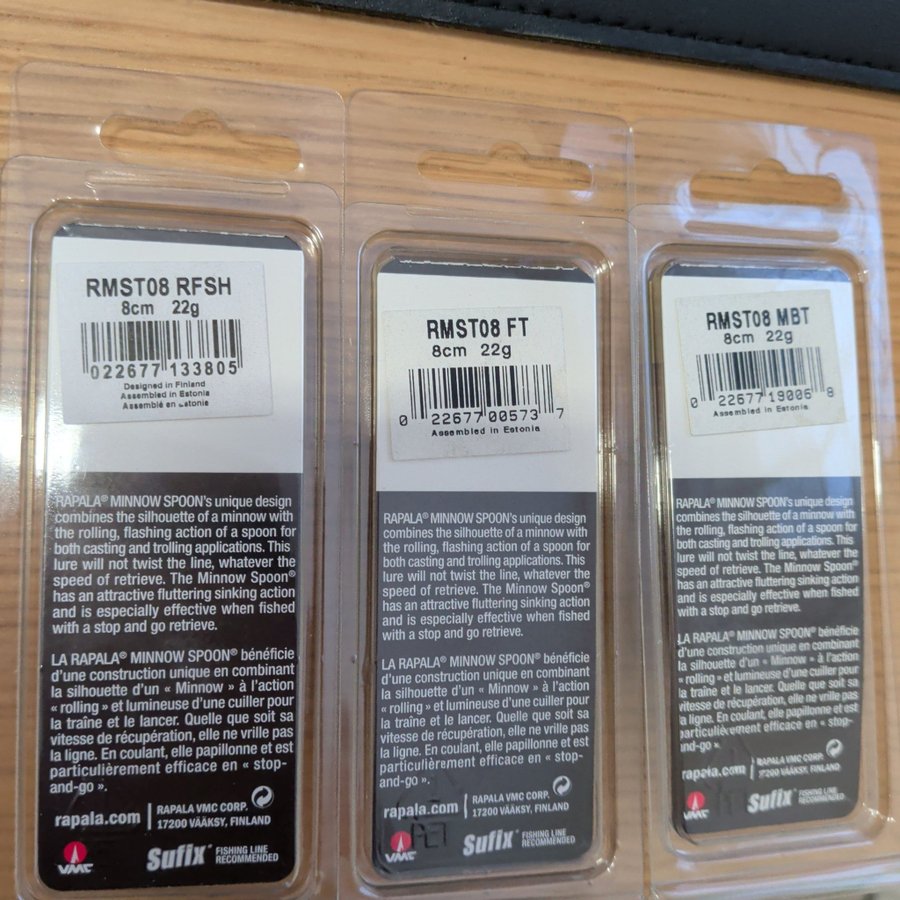 RMST08 RFSH
8cm 22g
022677 133805
Designed in Finland
Assembled in Estonia
Assemblé en Estonie
RAPALA® MINNOW SPOON's unique design
combines the silhouette of a minnow with
the rolling, flashing action of a spoon for
both casting and trolling applications. This
lure will not twist the line, whatever the
speed of retrieve. The Minnow Spoon®
has an attractive fluttering sinking action
and is especially effective when fished
with a stop and go retrieve.
LA RAPALA® MINNOW SPOON® bénéficie
d'une construction unique en combinant
la silhouette d'un « Minnow » à l'action
« rolling » et lumineuse d'une cuiller pour
la traîne et le lancer. Quelle que soit sa
vitesse de récupération, elle ne vrille pas
la ligne. En coulant, elle papillonne et est
particulièrement efficace en « stop-
and-go ».
rapala.com
RAPALA VMC CORP.
17200 VÄÄKSY, FINLAND
VMC
Sufix®
FISHING LINE
RECOMMENDED
RMST08 FT
8cm 22g
0 22677 00573 7
Assembled in Estonia
RAPALA® MINNOW SPOON's unique design
combines the silhouette of a minnow with
the rolling, flashing action of a spoon for
both casting and trolling applications. This
lure will not twist the line, whatever the
speed of retrieve. The Minnow Spoon®
has an attractive fluttering sinking action
and is especially effective when fished
with a stop and go retrieve.
LA RAPALA® MINNOW SPOON® bénéficie
d'une construction unique en combinant
la silhouette d'un « Minnow » à l'action
« rolling » et lumineuse d'une cuiller pour
la traîne et le lancer. Quelle que soit sa
vitesse de récupération, elle ne vrille pas
la ligne. En coulant, elle papillonne et est
particulièrement efficace en « stop-
and-go ».
rapala.com
RAPALA VMC CORP.
17200 VÄÄKSY, FINLAND
VMC
Sufix®
FISHING LINE
RECOMMENDED
RMST08 MBT
8cm 22g
0 22677 19006 8
Assembled in Estonia
RAPALA® MINNOW SPOON's unique design
combines the silhouette of a minnow with
the rolling, flashing action of a spoon for
both casting and trolling applications. This
lure will not twist the line, whatever the
speed of retrieve. The Minnow Spoon®
has an attractive fluttering sinking action
and is especially effective when fished
with a stop and go retrieve.
LA RAPALA® MINNOW SPOON® bénéficie
d'une construction unique en combinant
la silhouette d'un « Minnow » à l'action
« rolling » et lumineuse d'une cuiller pour
la traîne et le lancer. Quelle que soit sa
vitesse de récupération, elle ne vrille pas
la ligne. En coulant, elle papillonne et est
particulièrement efficace en « stop-
and-go ».
rapala.com
RAPALA VMC CORP.
17200 VÄÄKSY, FINLAND
VMC
Sufix®
FISHING LINE
RECOMMENDED